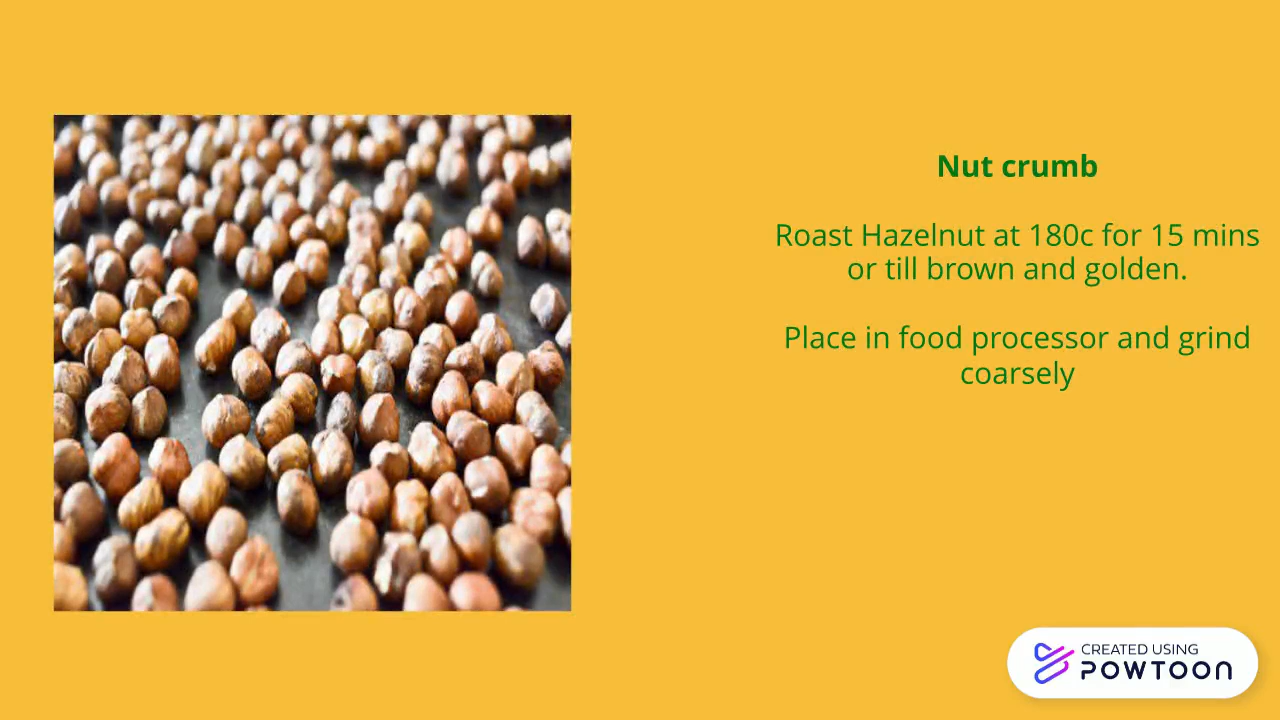 Nut crumb
Roast Hazelnut at 180c for 15 mins
or till brown and golden.
Place in food processor and grind
coarsely
CREATED USING
POWTOON